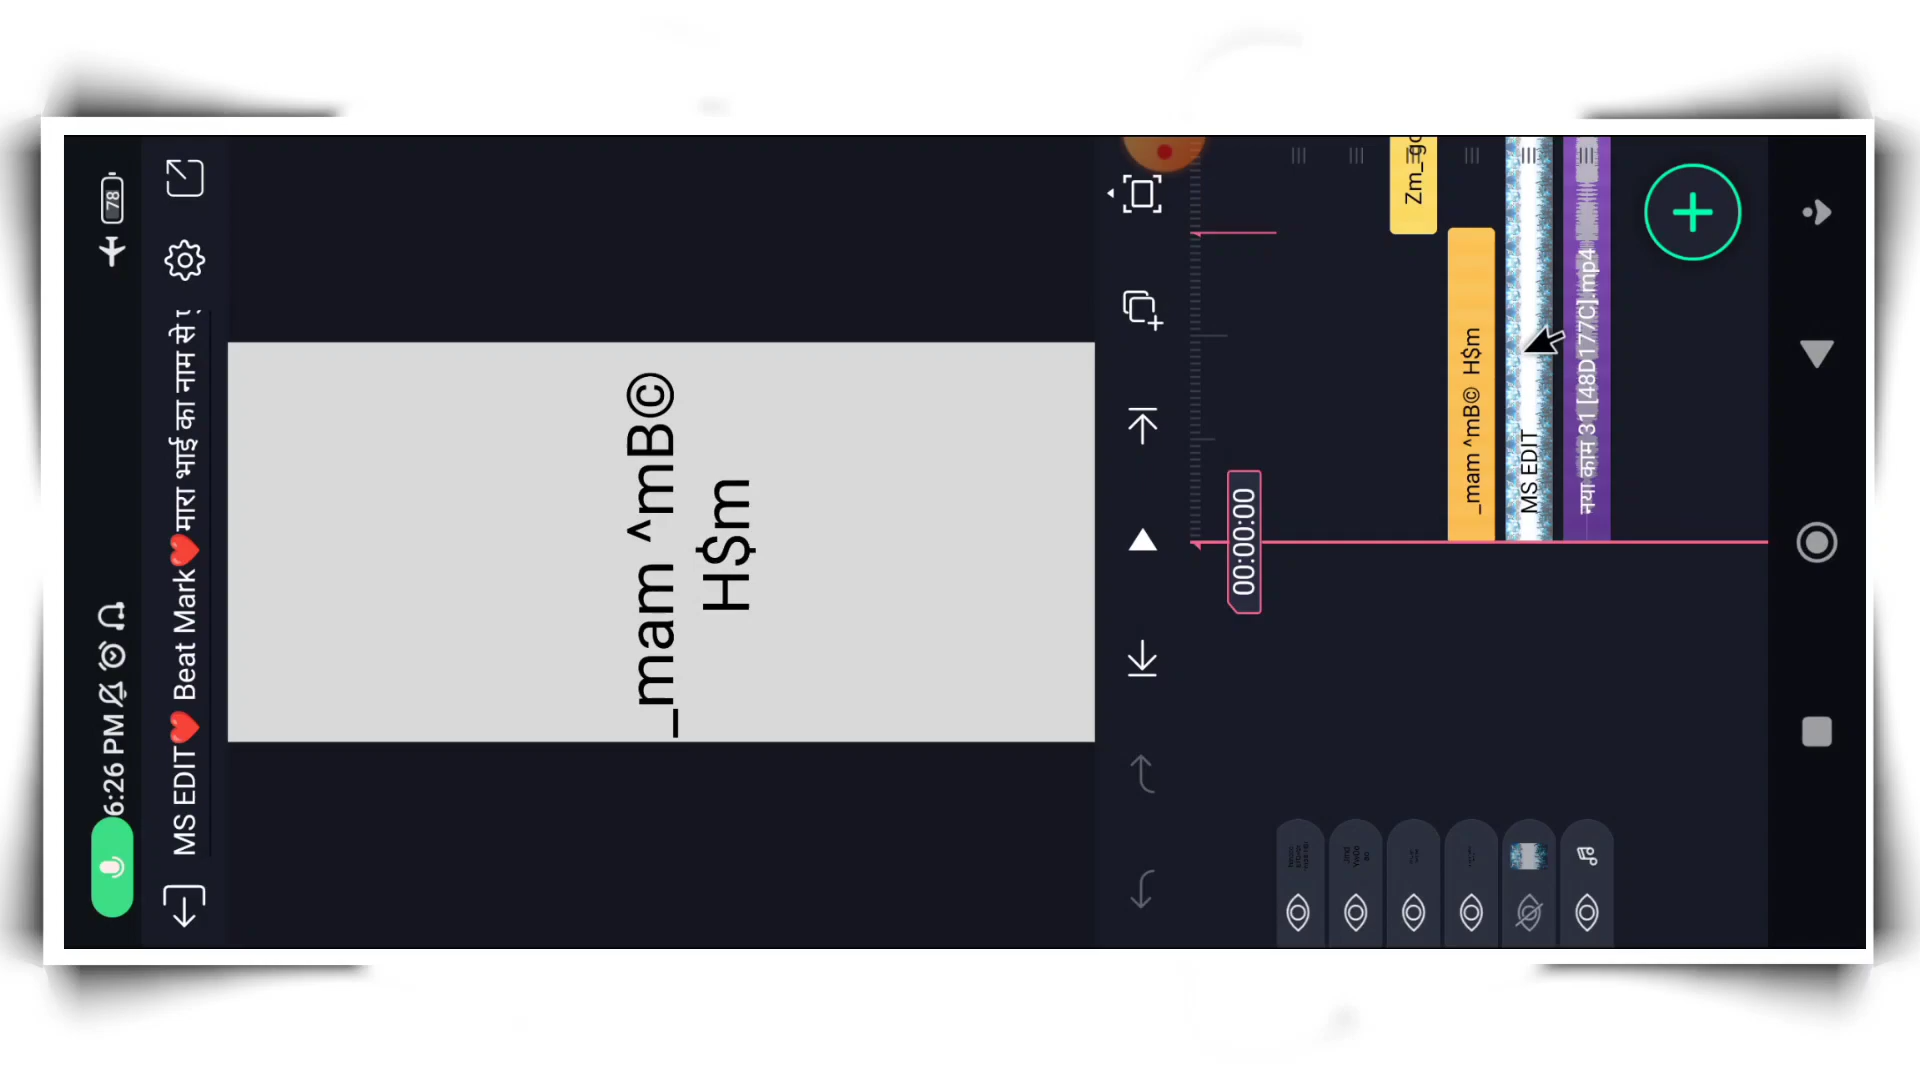 6:26 PM
78
MS EDIT❤️ Beat Mark❤️मारा भाई का नाम से
_mam ^mB©
H$m
00:00:00
Zm_
_mam ^mB© H$m
MS EDIT
नया काम 31 [48D177C].mp4